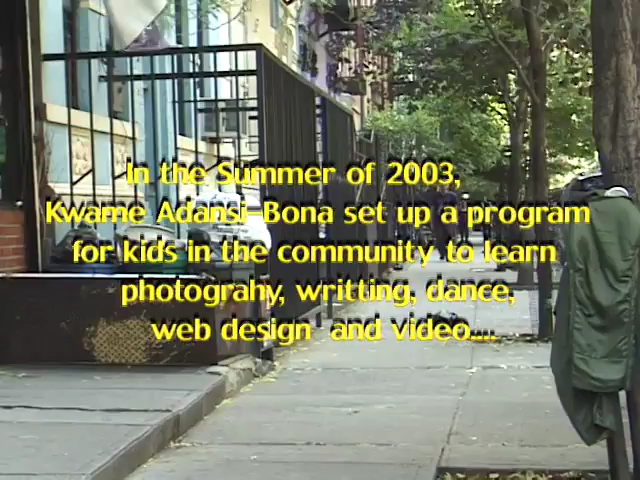 In the Summer of 2003,
Kwame Adansi-Bona set up a program
for kids in the community to learn
photograhy, writting, dance,
web design  and video....